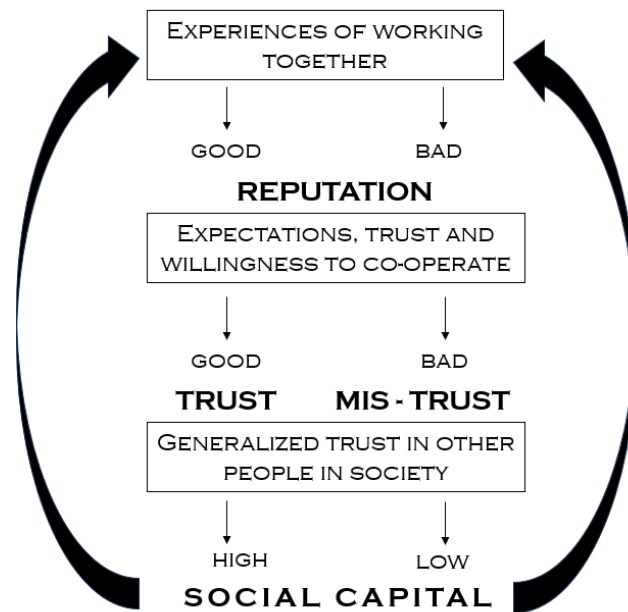 Experiences of working
together
good bad
REPUTATION
Expectations, trust and
willingness to co-operate
good bad
TRUST MIS - TRUST
Generalized trust in other
people in society
high low
SOCIAL CAPITAL